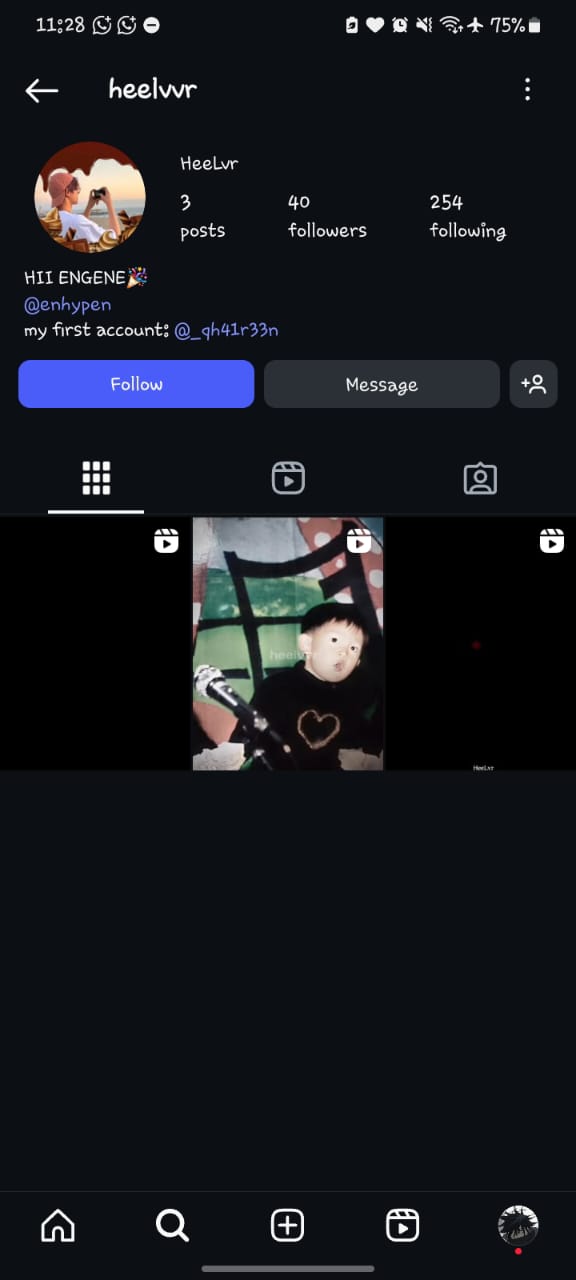 11:28
75%
heelvvr
HeeLvr
3 posts
40 followers
254 following
HII ENGENE🎉
@enhypen
my first account: @_qh41r33n
Follow
Message
heelvvr
HeeLvr